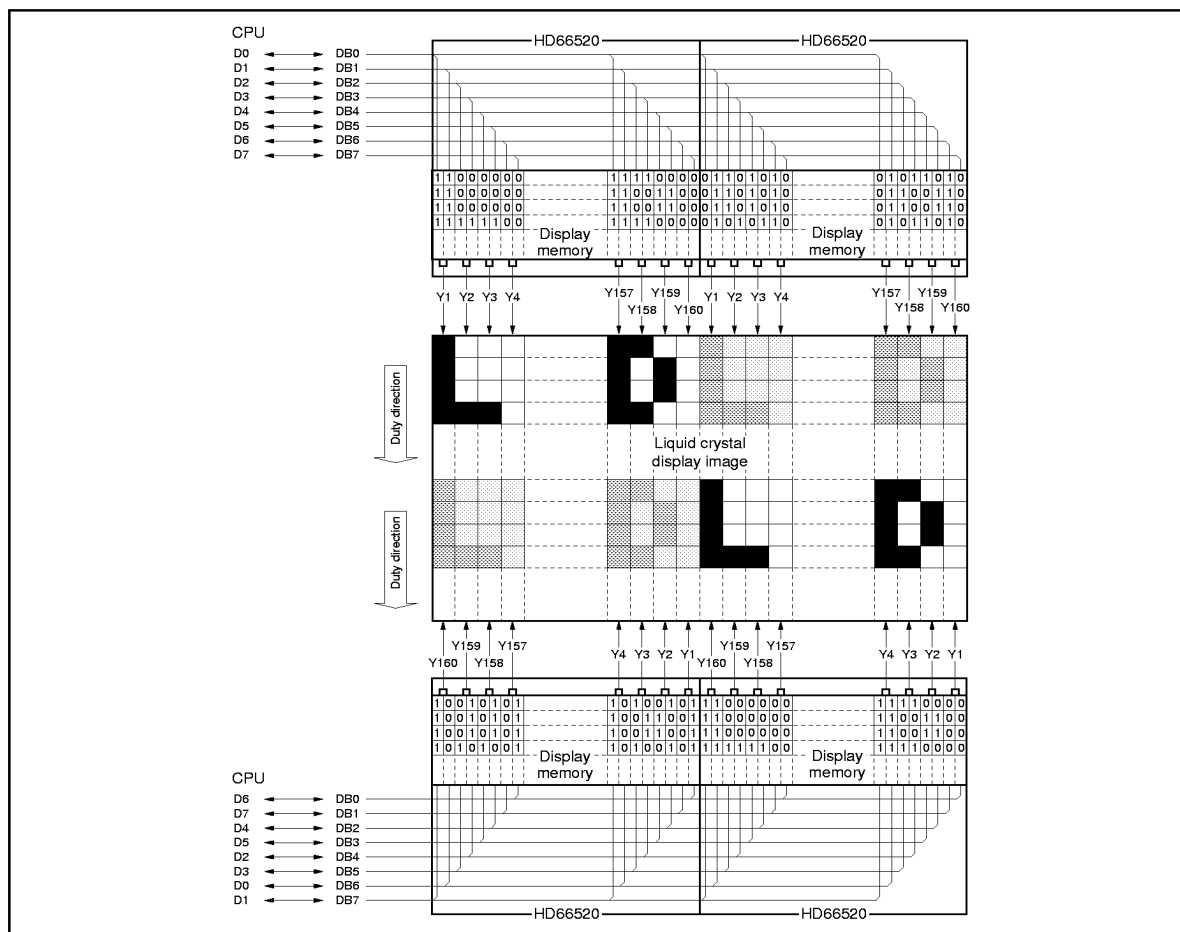 CPU
HD66520 HD66520
D0 DB0
D1 DB1
D2 DB2
D3 DB3
D4 DB4
D5 DB5
D6 DB6
D7 DB7
1 1 0 0 0 0 0 0 1 1 1 1 0 0 0 0 0 1 1 0 1 0 1 0 0 1 0 1 1 0 1 0
1 1 0 0 0 0 0 0 1 1 0 0 1 1 0 0 0 1 1 0 1 0 1 0 0 1 1 0 0 1 1 0
1 1 0 0 0 0 0 0 1 1 0 0 1 1 0 0 0 1 1 0 1 0 1 0 0 1 1 0 0 1 1 0
1 1 1 1 1 1 0 0 1 1 1 1 0 0 0 0 0 1 0 1 0 1 1 0 0 1 0 1 1 0 1 0
Display memory Display memory
Y1 Y2 Y3 Y4 Y157 Y158 Y159 Y160 Y1 Y2 Y3 Y4 Y157 Y158 Y159 Y160
Duty direction
Liquid crystal
display image
Duty direction
Y160 Y159 Y158 Y157 Y4 Y3 Y2 Y1 Y160 Y159 Y158 Y157 Y4 Y3 Y2 Y1
1 0 0 1 0 1 0 1 1 0 1 0 0 1 0 1 1 1 0 0 0 0 0 0 1 1 1 1 0 0 0 0
1 0 0 1 0 1 0 1 1 0 0 1 1 0 0 1 1 1 0 0 0 0 0 0 1 1 0 0 1 1 0 0
1 0 0 1 0 1 0 1 1 0 0 1 1 0 0 1 1 1 0 0 0 0 0 0 1 1 0 0 1 1 0 0
1 0 1 0 1 0 0 1 1 0 1 0 0 1 0 1 1 1 1 1 1 1 0 0 1 1 1 1 0 0 0 0
Display memory Display memory
CPU
D6 DB0
D7 DB1
D4 DB2
D5 DB3
D2 DB4
D3 DB5
D0 DB6
D1 DB7
HD66520 HD66520